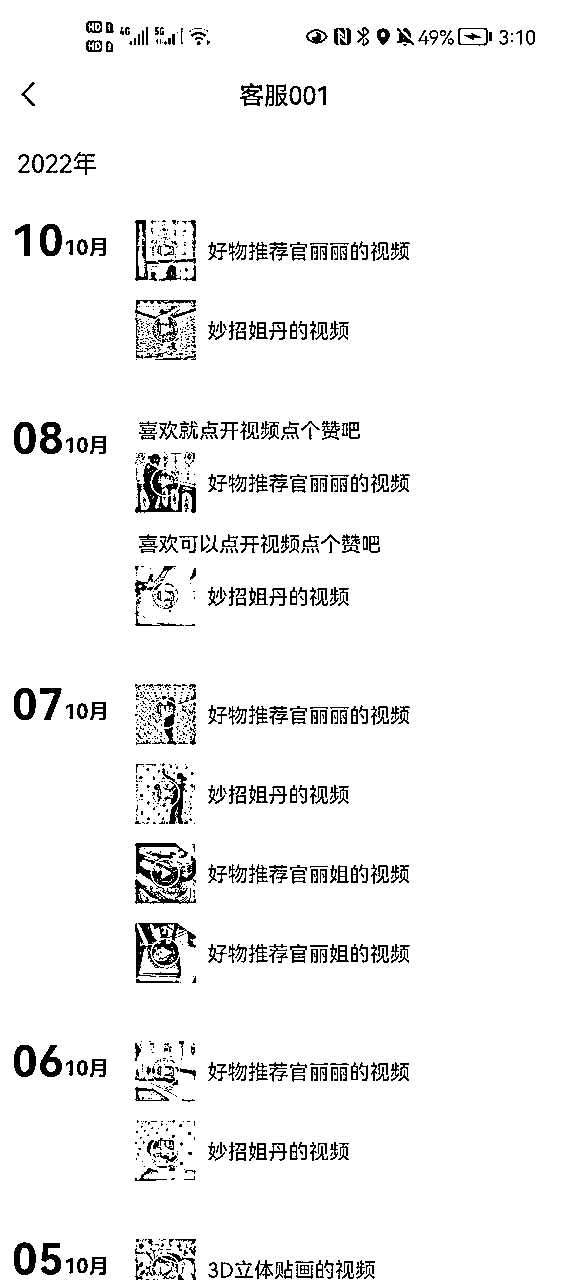 HD 1 4G 5G 49% 3:10
HD 2
客服001
2022年
10 10月
好物推荐官丽丽的视频
妙招姐丹的视频
08 10月
喜欢就点开视频点个赞吧
好物推荐官丽丽的视频
喜欢可以点开视频点个赞吧
妙招姐丹的视频
07 10月
好物推荐官丽丽的视频
妙招姐丹的视频
好物推荐官丽姐的视频
好物推荐官丽姐的视频
06 10月
好物推荐官丽丽的视频
妙招姐丹的视频
05 10月
3D立体贴画的视频